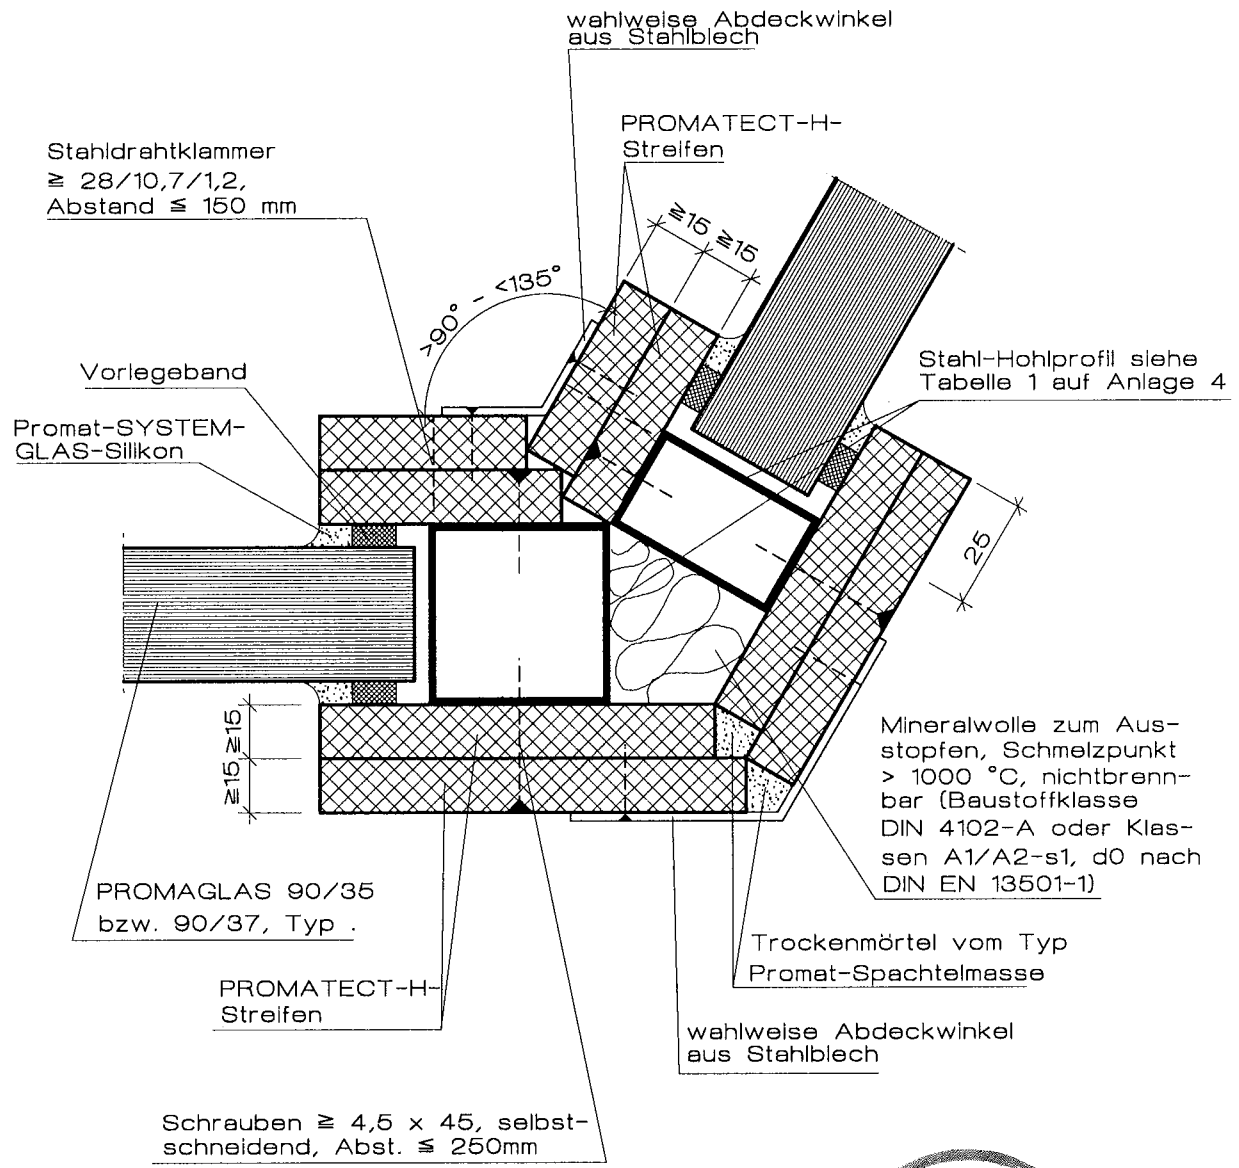 wahlweise Abdeckwinkel
aus Stahlblech
PROMATECT-H-
Streifen
Stahldrahtklammer
≧ 28/10,7/1,2,
Abstand ≦ 150 mm
≧15
≧15
>90° - <135°
Vorlegeband
Stahl-Hohlprofil siehe
Tabelle 1 auf Anlage 4
Promat-SYSTEM-
GLAS-Silikon
25
≧15
≧15
Mineralwolle zum Aus-
stopfen, Schmelzpunkt
> 1000 °C, nichtbrenn-
bar (Baustoffklasse
DIN 4102-A oder Klas-
sen A1/A2-s1, d0 nach
DIN EN 13501-1)
PROMAGLAS 90/35
bzw. 90/37, Typ .
Trockenmörtel vom Typ
Promat-Spachtelmasse
PROMATECT-H-
Streifen
wahlweise Abdeckwinkel
aus Stahlblech
Schrauben ≧ 4,5 x 45, selbst-
schneidend, Abst. ≦ 250mm